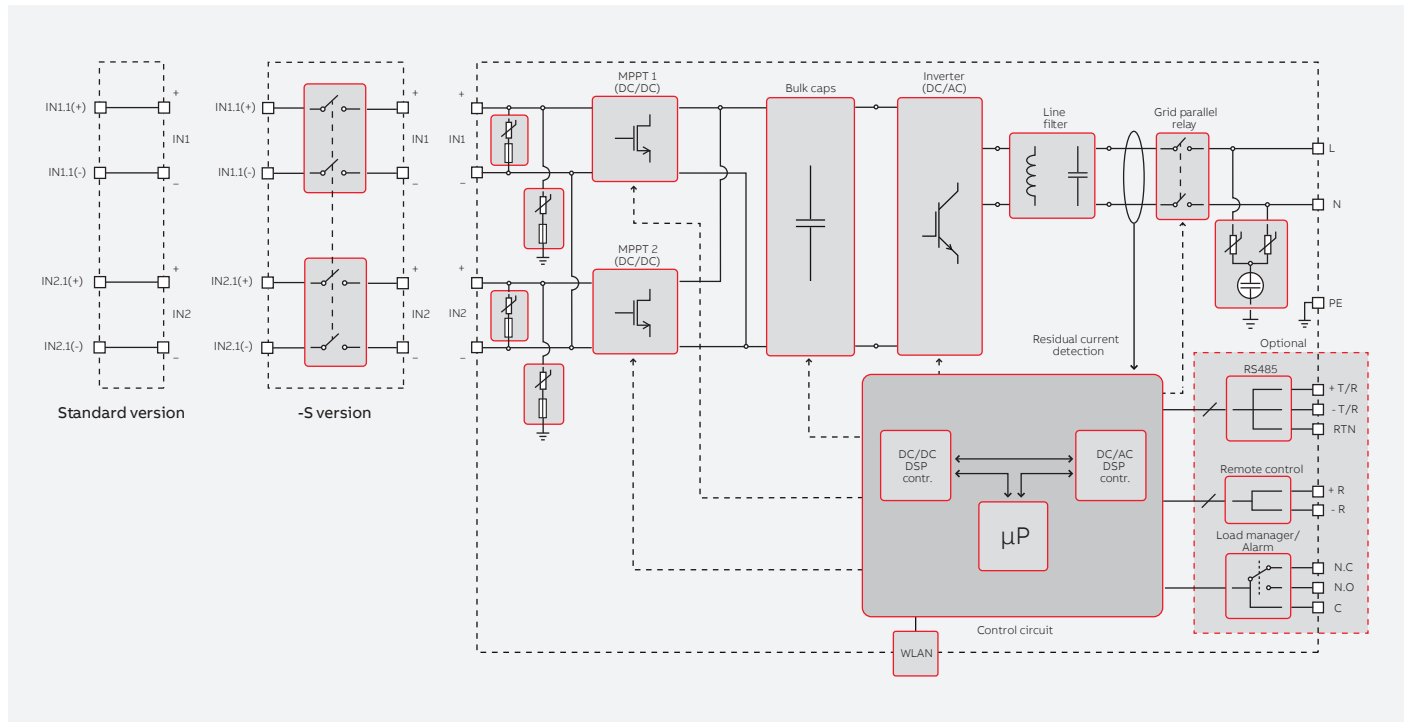 IN1.1(+)
+
IN1
IN1.1(-)
_
IN2.1(+)
+
IN2
IN2.1(-)
_
Standard version
IN1.1(+)
+
IN1
IN1.1(-)
_
IN2.1(+)
+
IN2
IN2.1(-)
_
-S version
+
IN1
_
+
IN2
_
MPPT 1
(DC/DC)
MPPT 2
(DC/DC)
Bulk caps
Inverter
(DC/AC)
Line
filter
Grid parallel
relay
L
N
PE
Residual current
detection
Optional
RS485
+ T/R
- T/R
RTN
Remote control
+ R
- R
Load manager/
Alarm
N.C
N.O
C
DC/DC
DSP
contr.
DC/AC
DSP
contr.
µP
Control circuit
WLAN